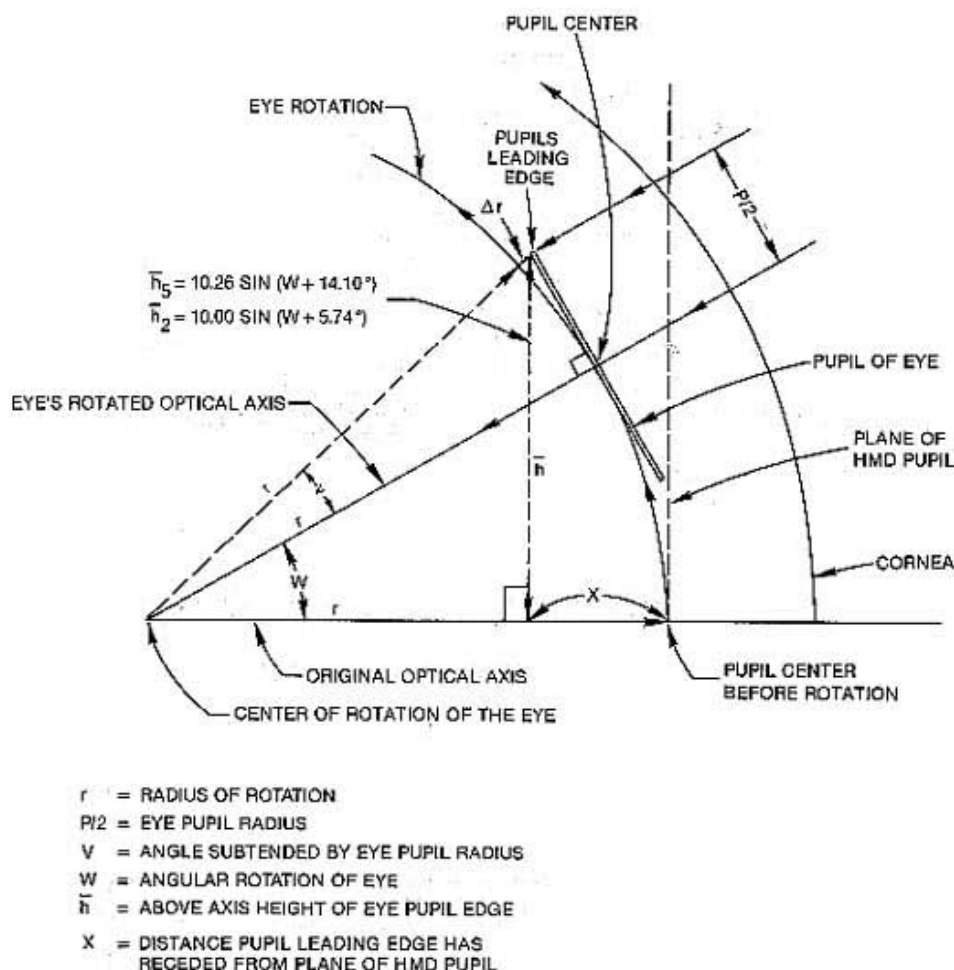 PUPIL CENTER
EYE ROTATION
PUPILS
LEADING
EDGE
Δr
P/2
h̅5 = 10.26 SIN (W + 14.10°)
h̅2 = 10.00 SIN (W + 5.74°)
PUPIL OF EYE
EYE'S ROTATED OPTICAL AXIS
PLANE OF
HMD PUPIL
h̅
r
V
r
CORNEA
W
X
r
ORIGINAL OPTICAL AXIS
PUPIL CENTER
BEFORE ROTATION
CENTER OF ROTATION OF THE EYE
r = RADIUS OF ROTATION
P/2 = EYE PUPIL RADIUS
V = ANGLE SUBTENDED BY EYE PUPIL RADIUS
W = ANGULAR ROTATION OF EYE
h̅ = ABOVE AXIS HEIGHT OF EYE PUPIL EDGE
X = DISTANCE PUPIL LEADING EDGE HAS
RECEDED FROM PLANE OF HMD PUPIL